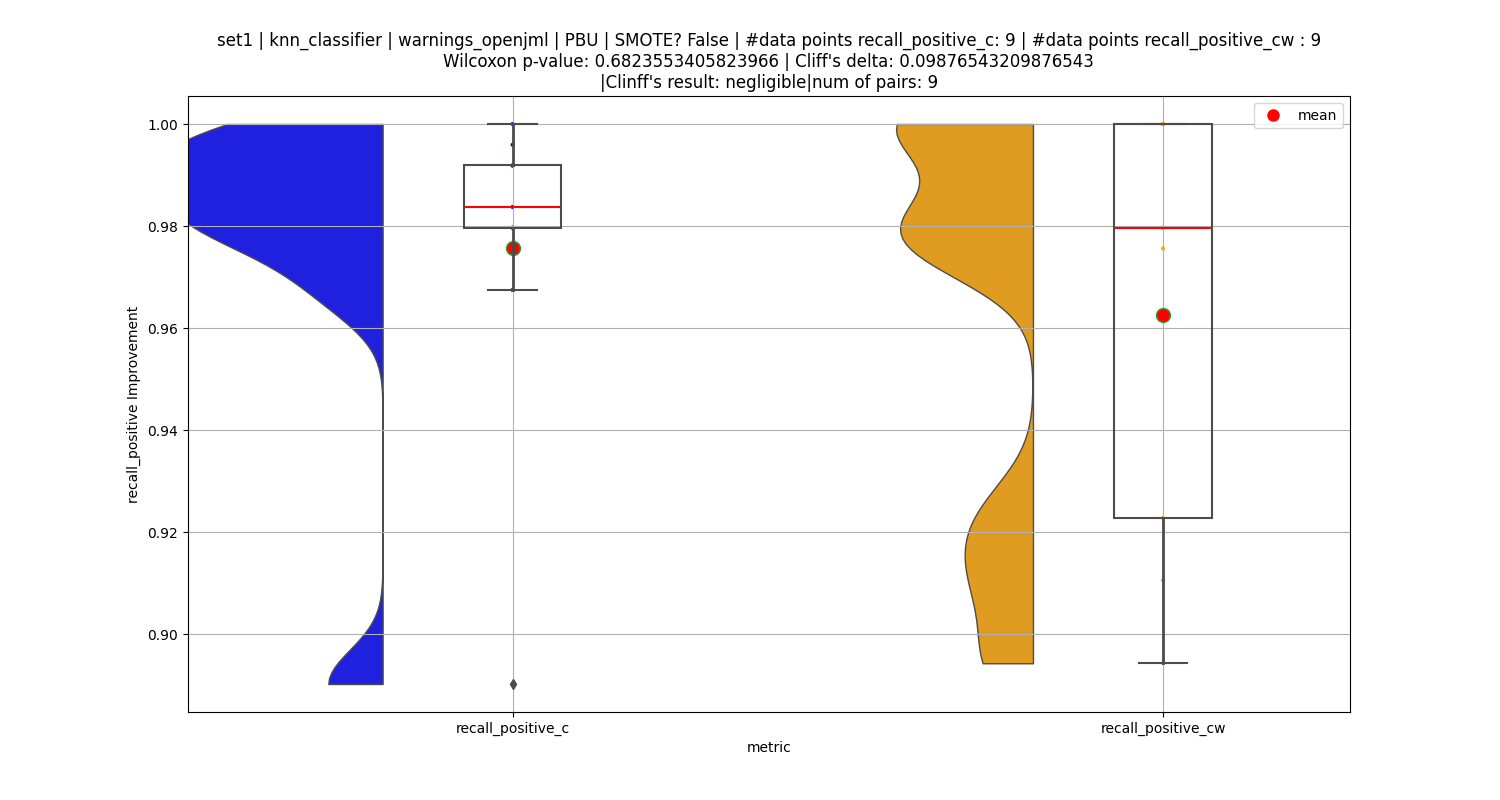 set1 | knn_classifier | warnings_openjml | PBU | SMOTE? False | #data points recall_positive_c: 9 | #data points recall_positive_cw : 9
Wilcoxon p-value: 0.6823553405823966 | Cliff's delta: 0.09876543209876543
|Clinff's result: negligible|num of pairs: 9
mean
1.00
0.98
0.96
0.94
0.92
0.90
recall_positive Improvement
recall_positive_c
recall_positive_cw
metric